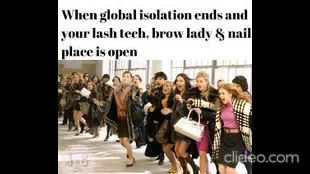 When global isolation ends and
your lash tech, brow lady & nail
place is open
clideo.com